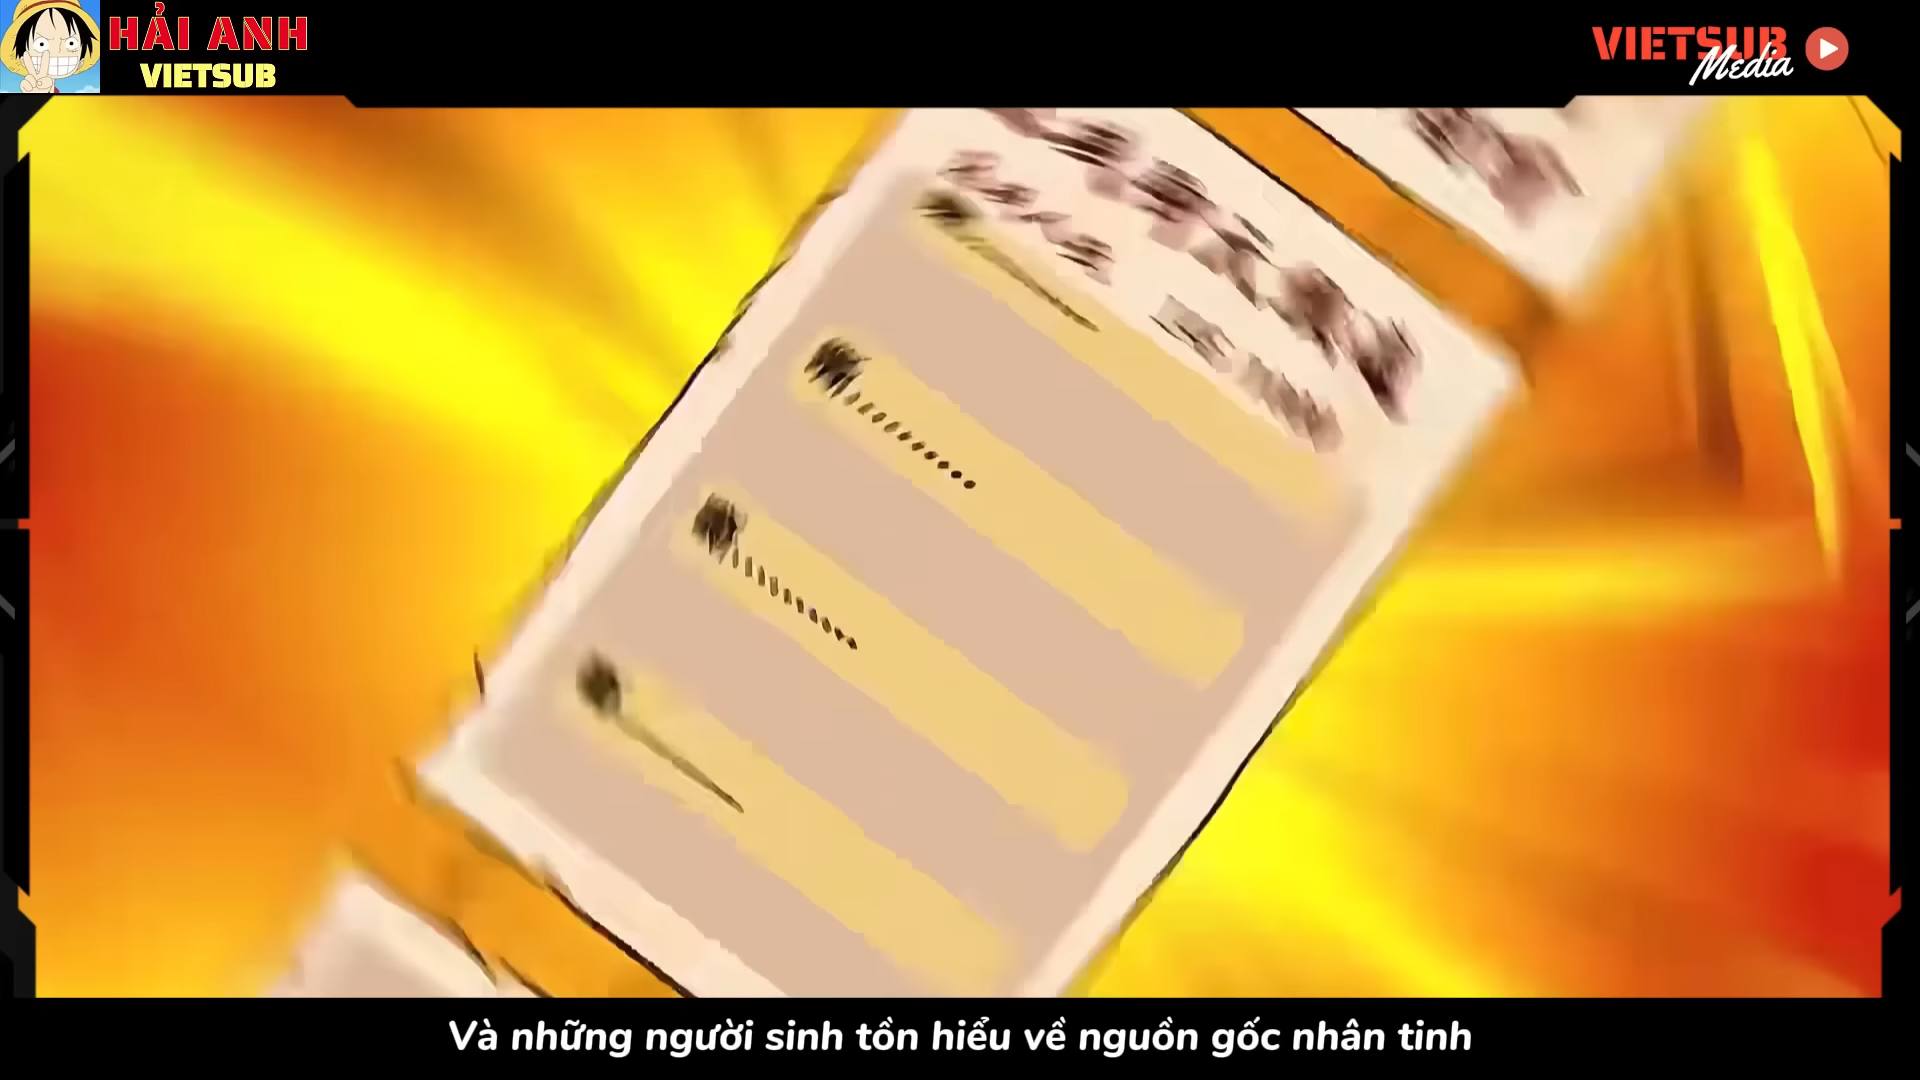 HẢI ANH
VIETSUB
VIETSUB
Media
Và những người sinh tồn hiểu về nguồn gốc nhân tinh